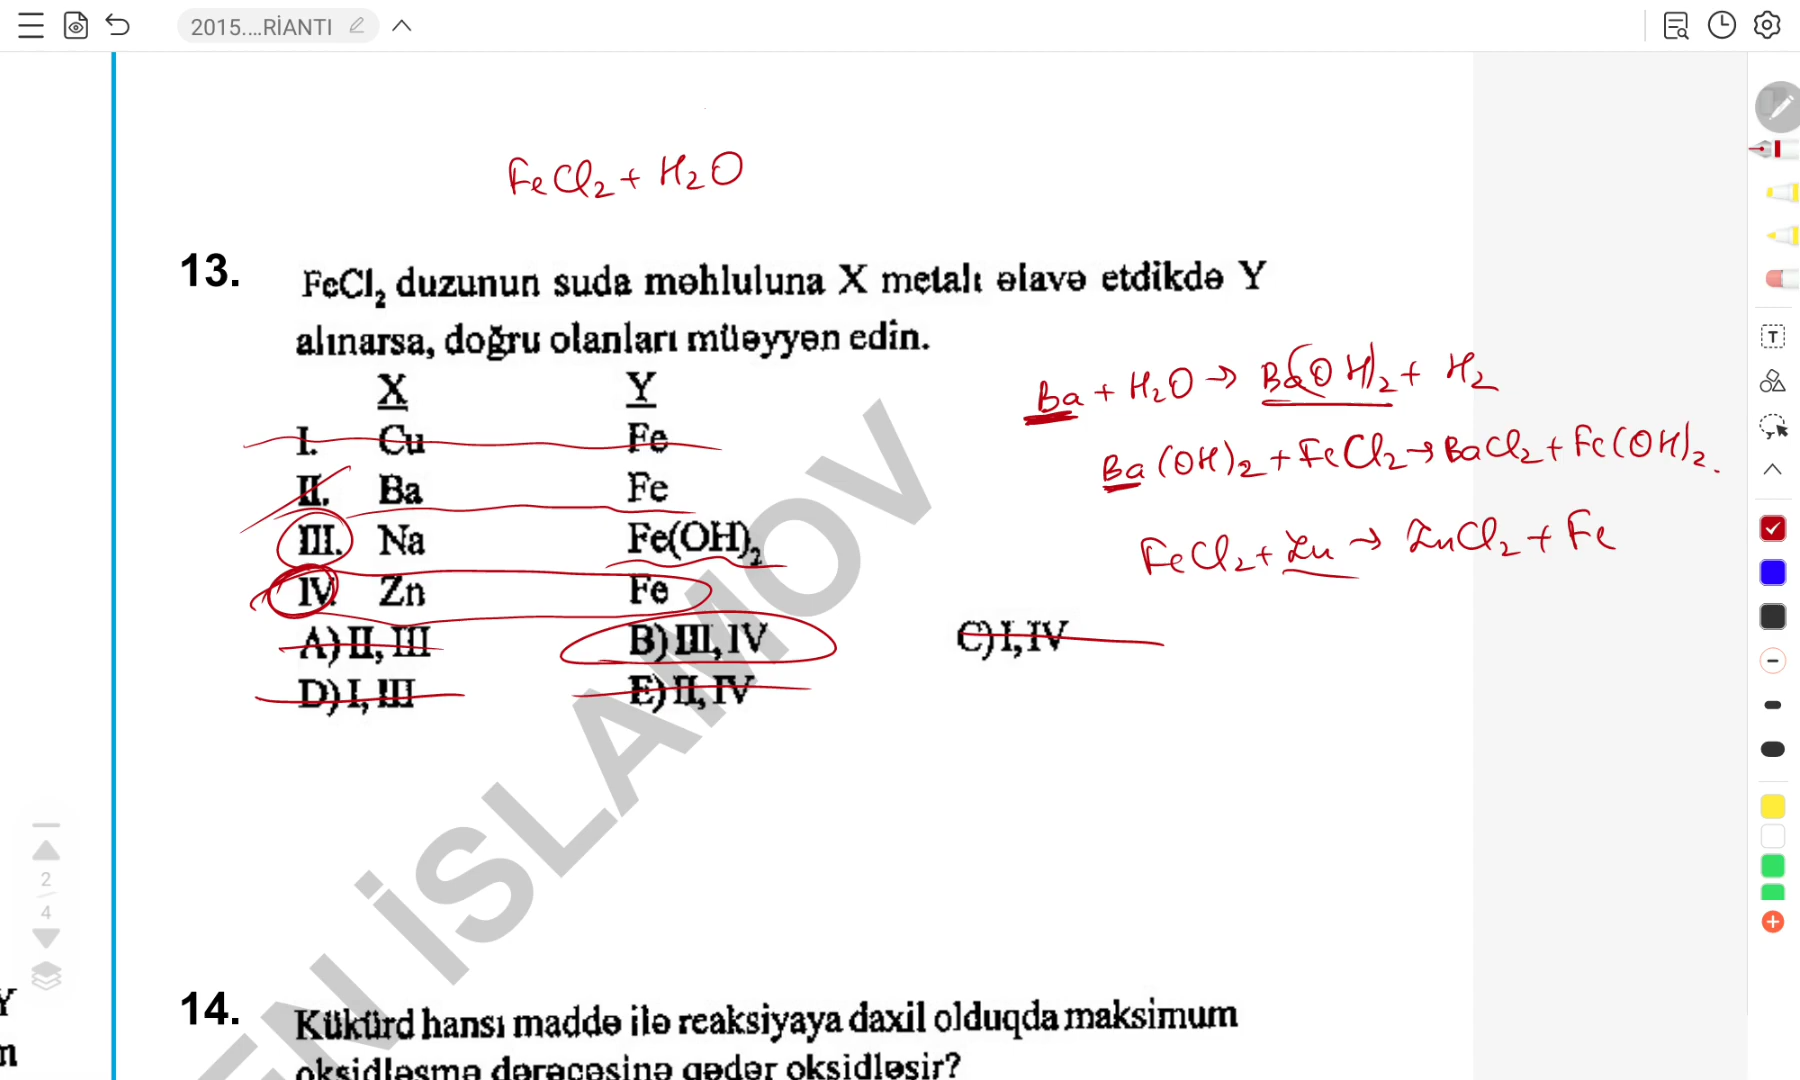 2015....RİANTI
FeCl₂ + H₂O
13.
FeCl₂ duzunun suda məhluluna X metalı əlavə etdikdə Y
alınarsa, doğru olanları müəyyən edin.
X Y
I. Cu Fe
II. Ba Fe
III. Na Fe(OH)₂
IV. Zn Fe
A) II, III B) III, IV C) I, IV
D) I, III E) II, IV
Ba + H₂O → Ba(OH)₂ + H₂
Ba(OH)₂ + FeCl₂ → BaCl₂ + Fe(OH)₂.
FeCl₂ + Zn → ZnCl₂ + Fe
14.
Kükürd hansı maddə ilə reaksiyaya daxil olduqda maksimum
oksidləşmə dərəcəsinə qədər oksidləşir?
EN İSLAMOV
2
4
Y
T